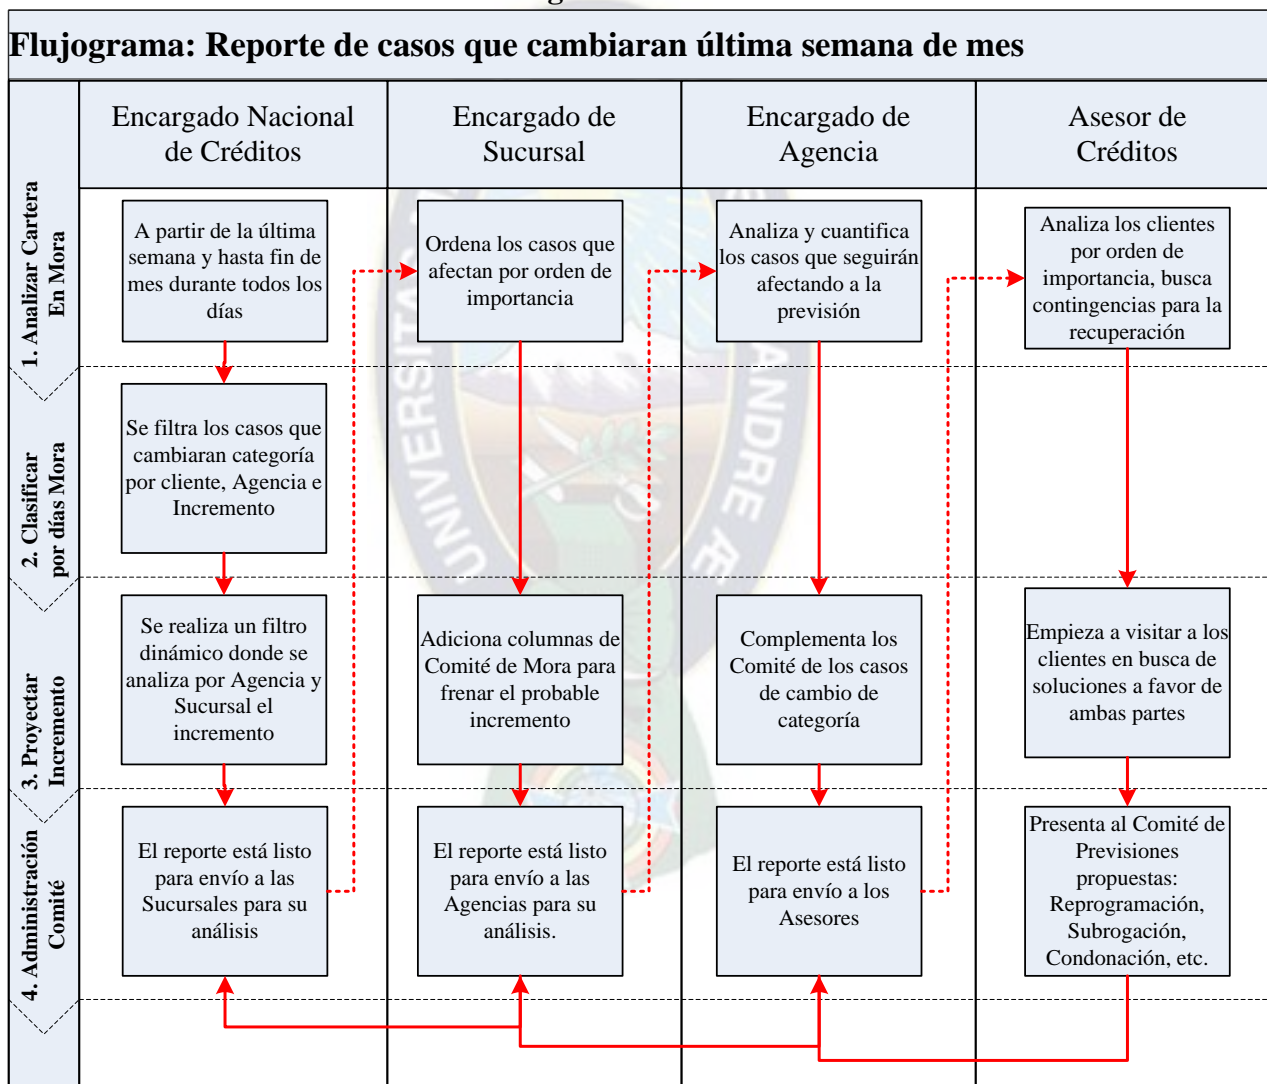 Flujograma: Reporte de casos que cambiaran última semana de mes
Encargado Nacional
de Créditos
Encargado de
Sucursal
Encargado de
Agencia
Asesor de
Créditos
1. Analizar Cartera
En Mora
A partir de la última
semana y hasta fin de
mes durante todos los
días
Ordena los casos que
afectan por orden de
importancia
Analiza y cuantifica
los casos que seguirán
afectando a la
previsión
Analiza los clientes
por orden de
importancia, busca
contingencias para la
recuperación
2. Clasificar
por días Mora
Se filtra los casos que
cambiaran categoría
por cliente, Agencia e
Incremento
3. Proyectar
Incremento
Se realiza un filtro
dinámico donde se
analiza por Agencia y
Sucursal el
incremento
Adiciona columnas de
Comité de Mora para
frenar el probable
incremento
Complementa los
Comité de los casos
de cambio de
categoría
Empieza a visitar a los
clientes en busca de
soluciones a favor de
ambas partes
4. Administración
Comité
El reporte está listo
para envío a las
Sucursales para su
análisis
El reporte está listo
para envío a las
Agencias para su
análisis.
El reporte está listo
para envío a los
Asesores
Presenta al Comité de
Previsiones
propuestas:
Reprogramación,
Subrogación,
Condonación, etc.